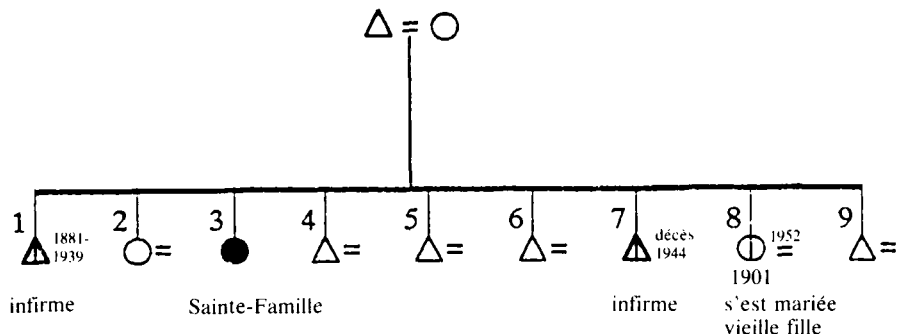 1 2 3 4 5 6 7 8 9
1881-
1939
décès
1944
1952
1901
infirme
Sainte-Famille
infirme
s'est mariée
vieille fille